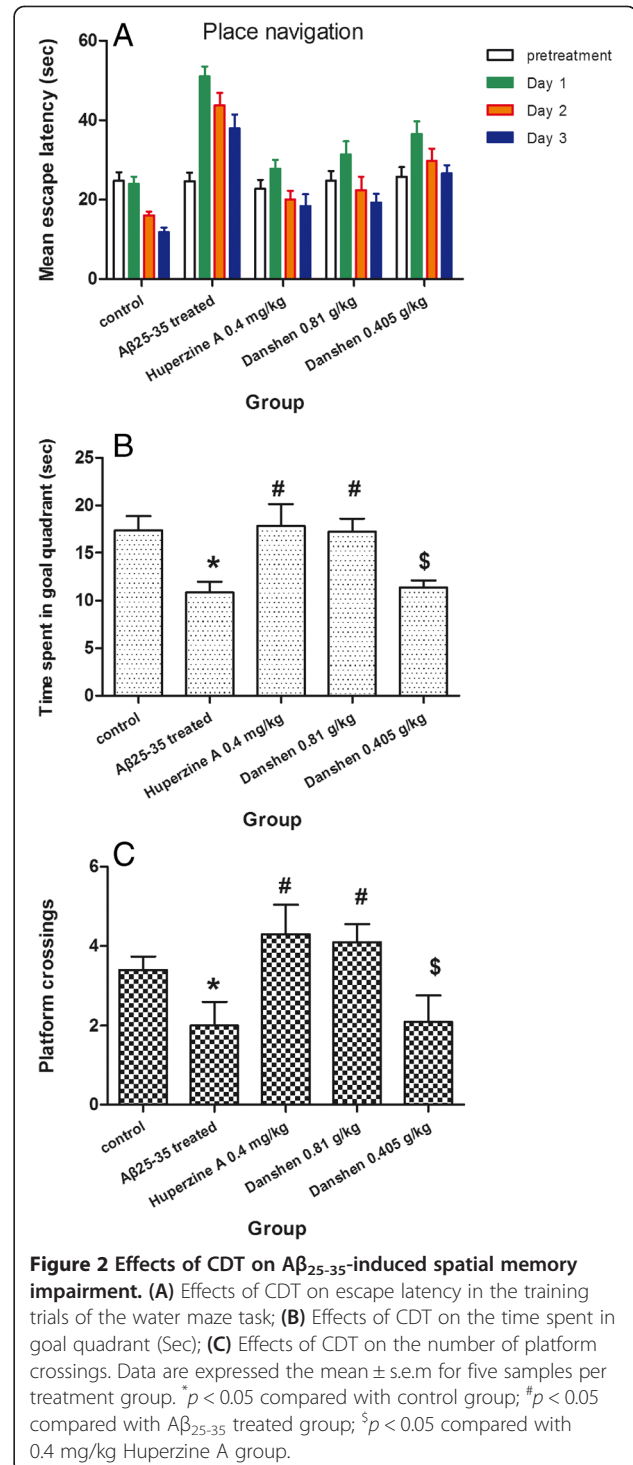 A
Place navigation
Mean escape latency (sec)
60
40
20
0
pretreatment
Day 1
Day 2
Day 3
control
Aβ25-35 treated
Huperzine A 0.4 mg/kg
Danshen 0.81 g/kg
Danshen 0.405 g/kg
Group
B
Time spent in goal quadrant (sec)
25
20
15
10
5
0
*
#
#
$
control
Aβ25-35 treated
Huperzine A 0.4 mg/kg
Danshen 0.81 g/kg
Danshen 0.405 g/kg
Group
C
Platform crossings
6
4
2
0
*
#
#
$
control
Aβ25-35 treated
Huperzine A 0.4 mg/kg
Danshen 0.81 g/kg
Danshen 0.405 g/kg
Group
Figure 2 Effects of CDT on Aβ25-35-induced spatial memory
impairment. (A) Effects of CDT on escape latency in the training
trials of the water maze task; (B) Effects of CDT on the time spent in
goal quadrant (Sec); (C) Effects of CDT on the number of platform
crossings. Data are expressed the mean ± s.e.m for five samples per
treatment group. *p < 0.05 compared with control group; #p < 0.05
compared with Aβ25-35 treated group; $p < 0.05 compared with
0.4 mg/kg Huperzine A group.